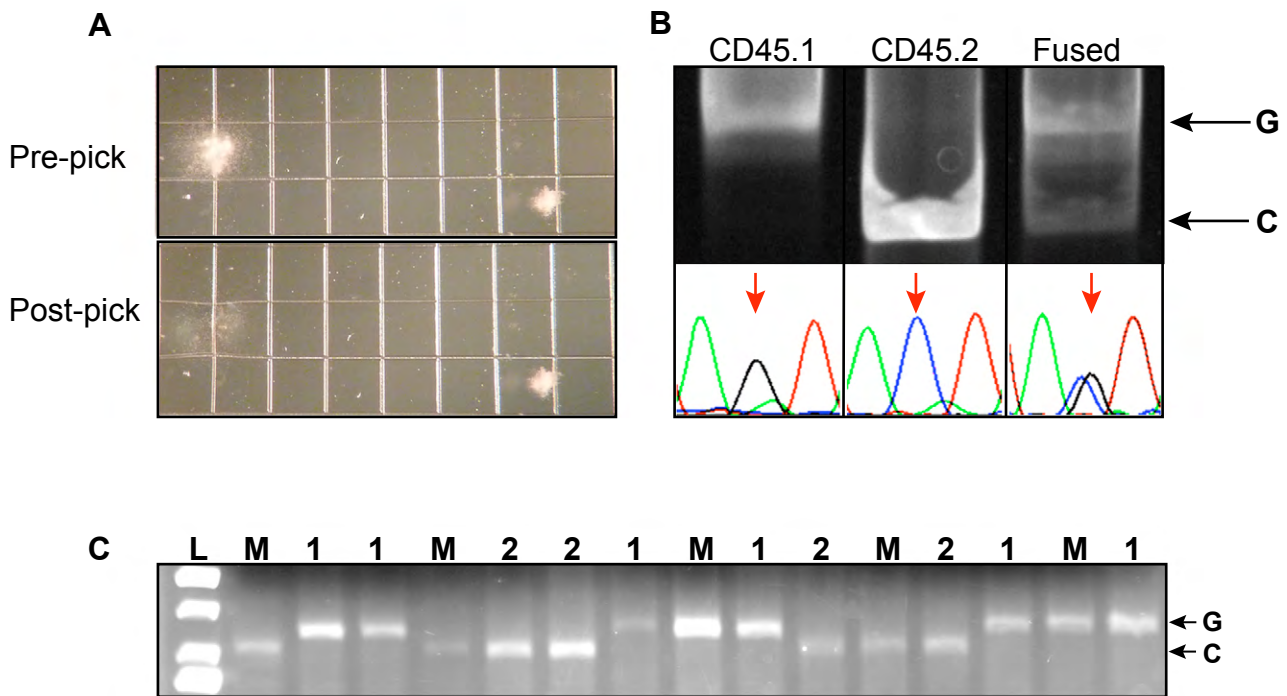 A
B
CD45.1 CD45.2 Fused
Pre-pick
G
C
Post-pick
C
L M 1 1 M 2 2 1 M 1 2 M 2 1 M 1
G
C